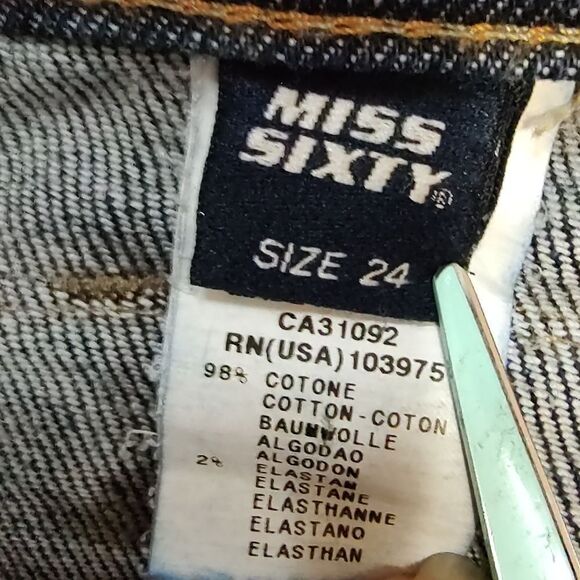 MISS
SIXTY®
SIZE 24
CA31092
RN(USA)103975
98% COTONE
COTTON-COTON
BAUMWOLLE
ALGODAO
ALGODON
2% ELASTAM
ELASTANE
ELASTHANNE
ELASTANO
ELASTHAN